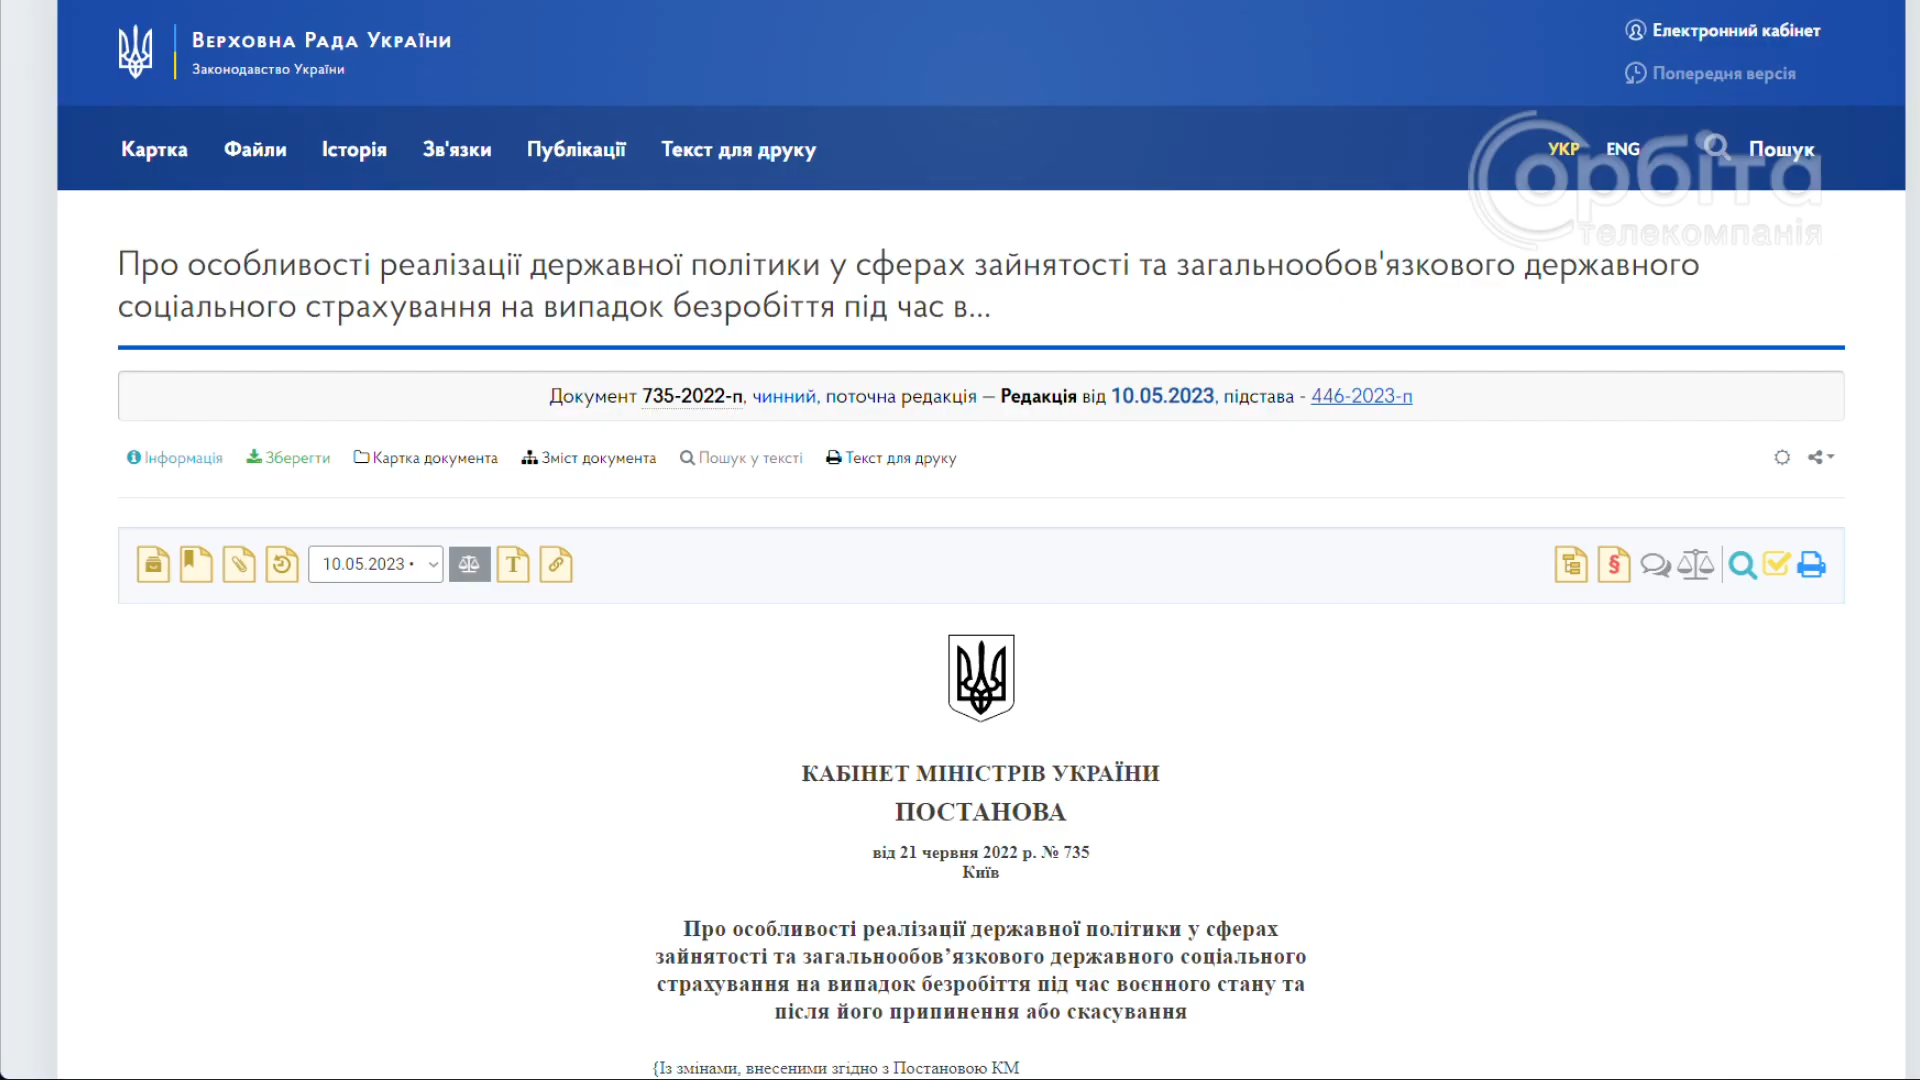 Верховна Рада України
Законодавство України
Електронний кабінет
Попередня версія
Картка Файли Історія Зв'язки Публікації Текст для друку УКР ENG Пошук
орбіта
телекомпанія
Про особливості реалізації державної політики у сферах зайнятості та загальнообов'язкового державного
соціального страхування на випадок безробіття під час в...
Документ 735-2022-п, чинний, поточна редакція — Редакція від 10.05.2023, підстава - 446-2023-п
Інформація Зберегти Картка документа Зміст документа Пошук у тексті Текст для друку
10.05.2023 •
КАБІНЕТ МІНІСТРІВ УКРАЇНИ
ПОСТАНОВА
від 21 червня 2022 р. № 735
Київ
Про особливості реалізації державної політики у сферах
зайнятості та загальнообов’язкового державного соціального
страхування на випадок безробіття під час воєнного стану та
після його припинення або скасування
{Із змінами, внесеними згідно з Постановою КМ